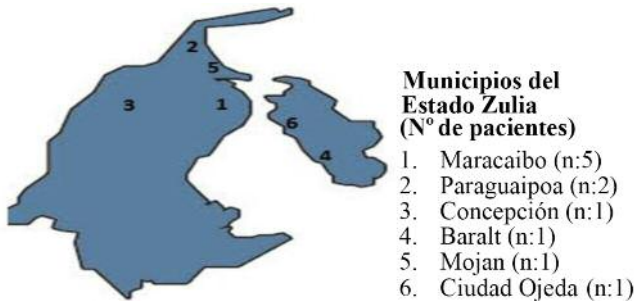 2
5
3
1
6
4
Municipios del
Estado Zulia
(Nº de pacientes)
1. Maracaibo (n:5)
2. Paraguaipoa (n:2)
3. Concepción (n:1)
4. Baralt (n:1)
5. Mojan (n:1)
6. Ciudad Ojeda (n:1)